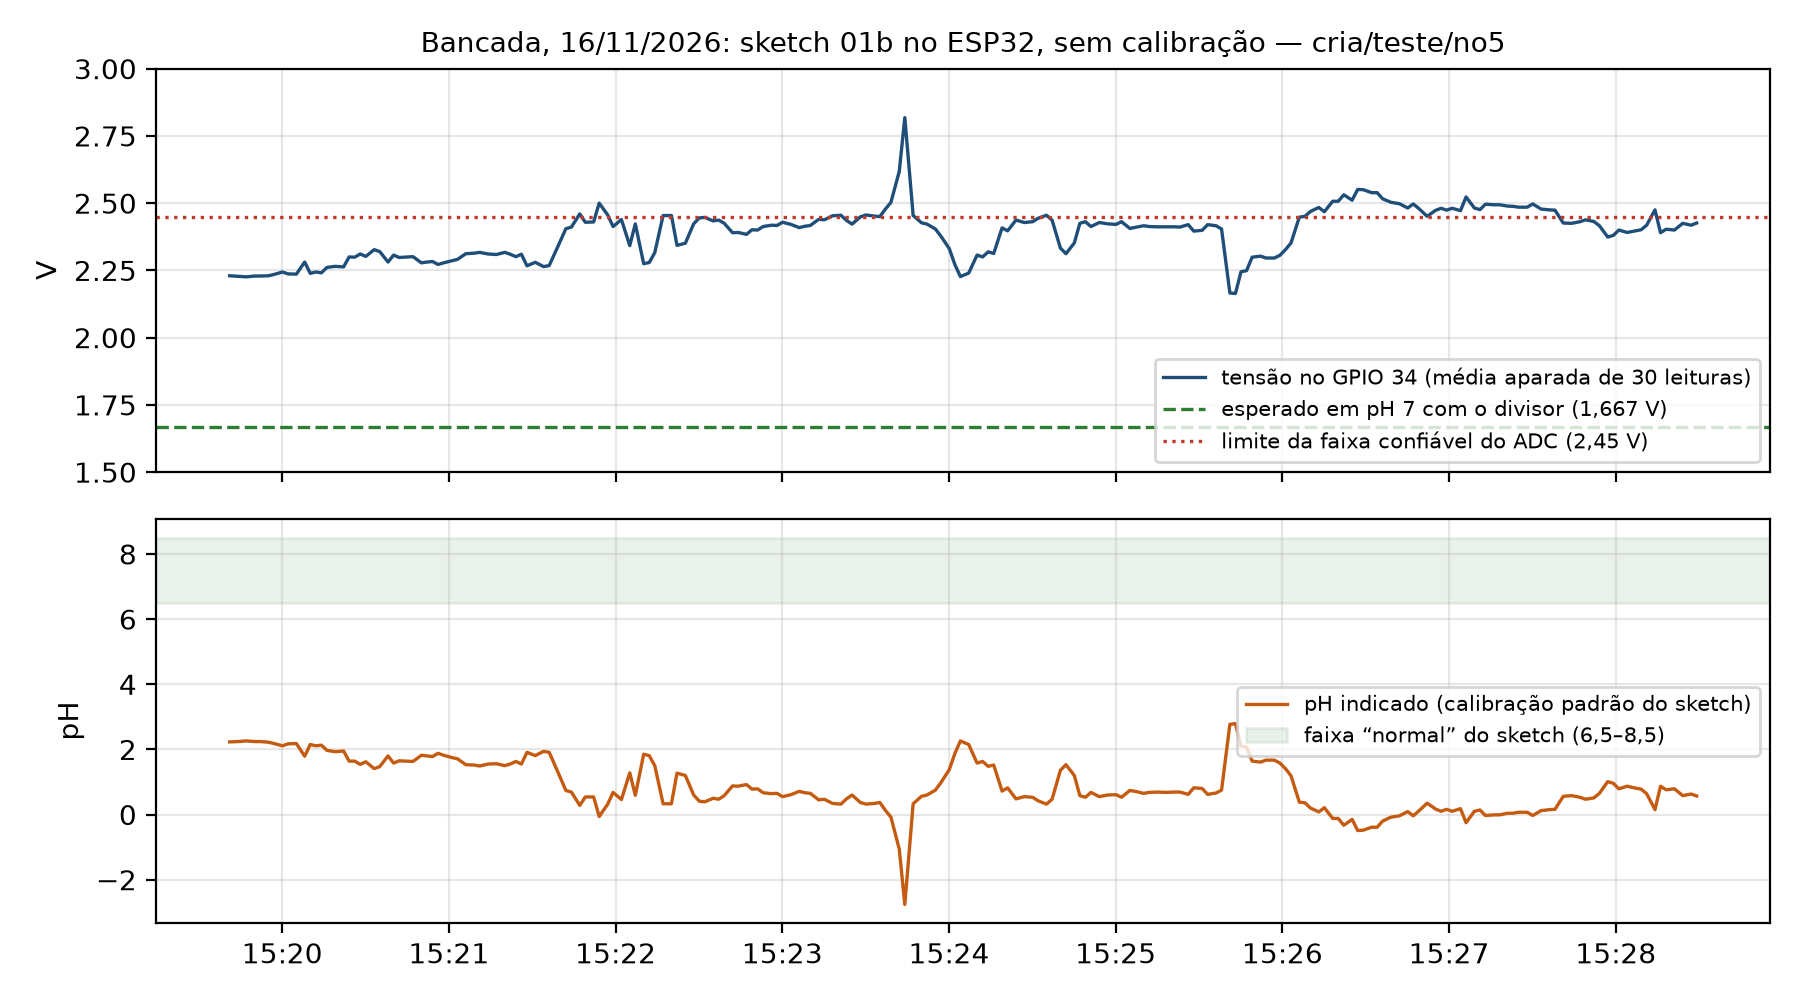 Bancada, 16/11/2026: sketch 01b no ESP32, sem calibração — cria/teste/no5
3.00
2.75
2.50
2.25
2.00
1.75
1.50
V
tensão no GPIO 34 (média aparada de 30 leituras)
esperado em pH 7 com o divisor (1,667 V)
limite da faixa confiável do ADC (2,45 V)
8
6
4
2
0
−2
pH
pH indicado (calibração padrão do sketch)
faixa “normal” do sketch (6,5–8,5)
15:20 15:21 15:22 15:23 15:24 15:25 15:26 15:27 15:28